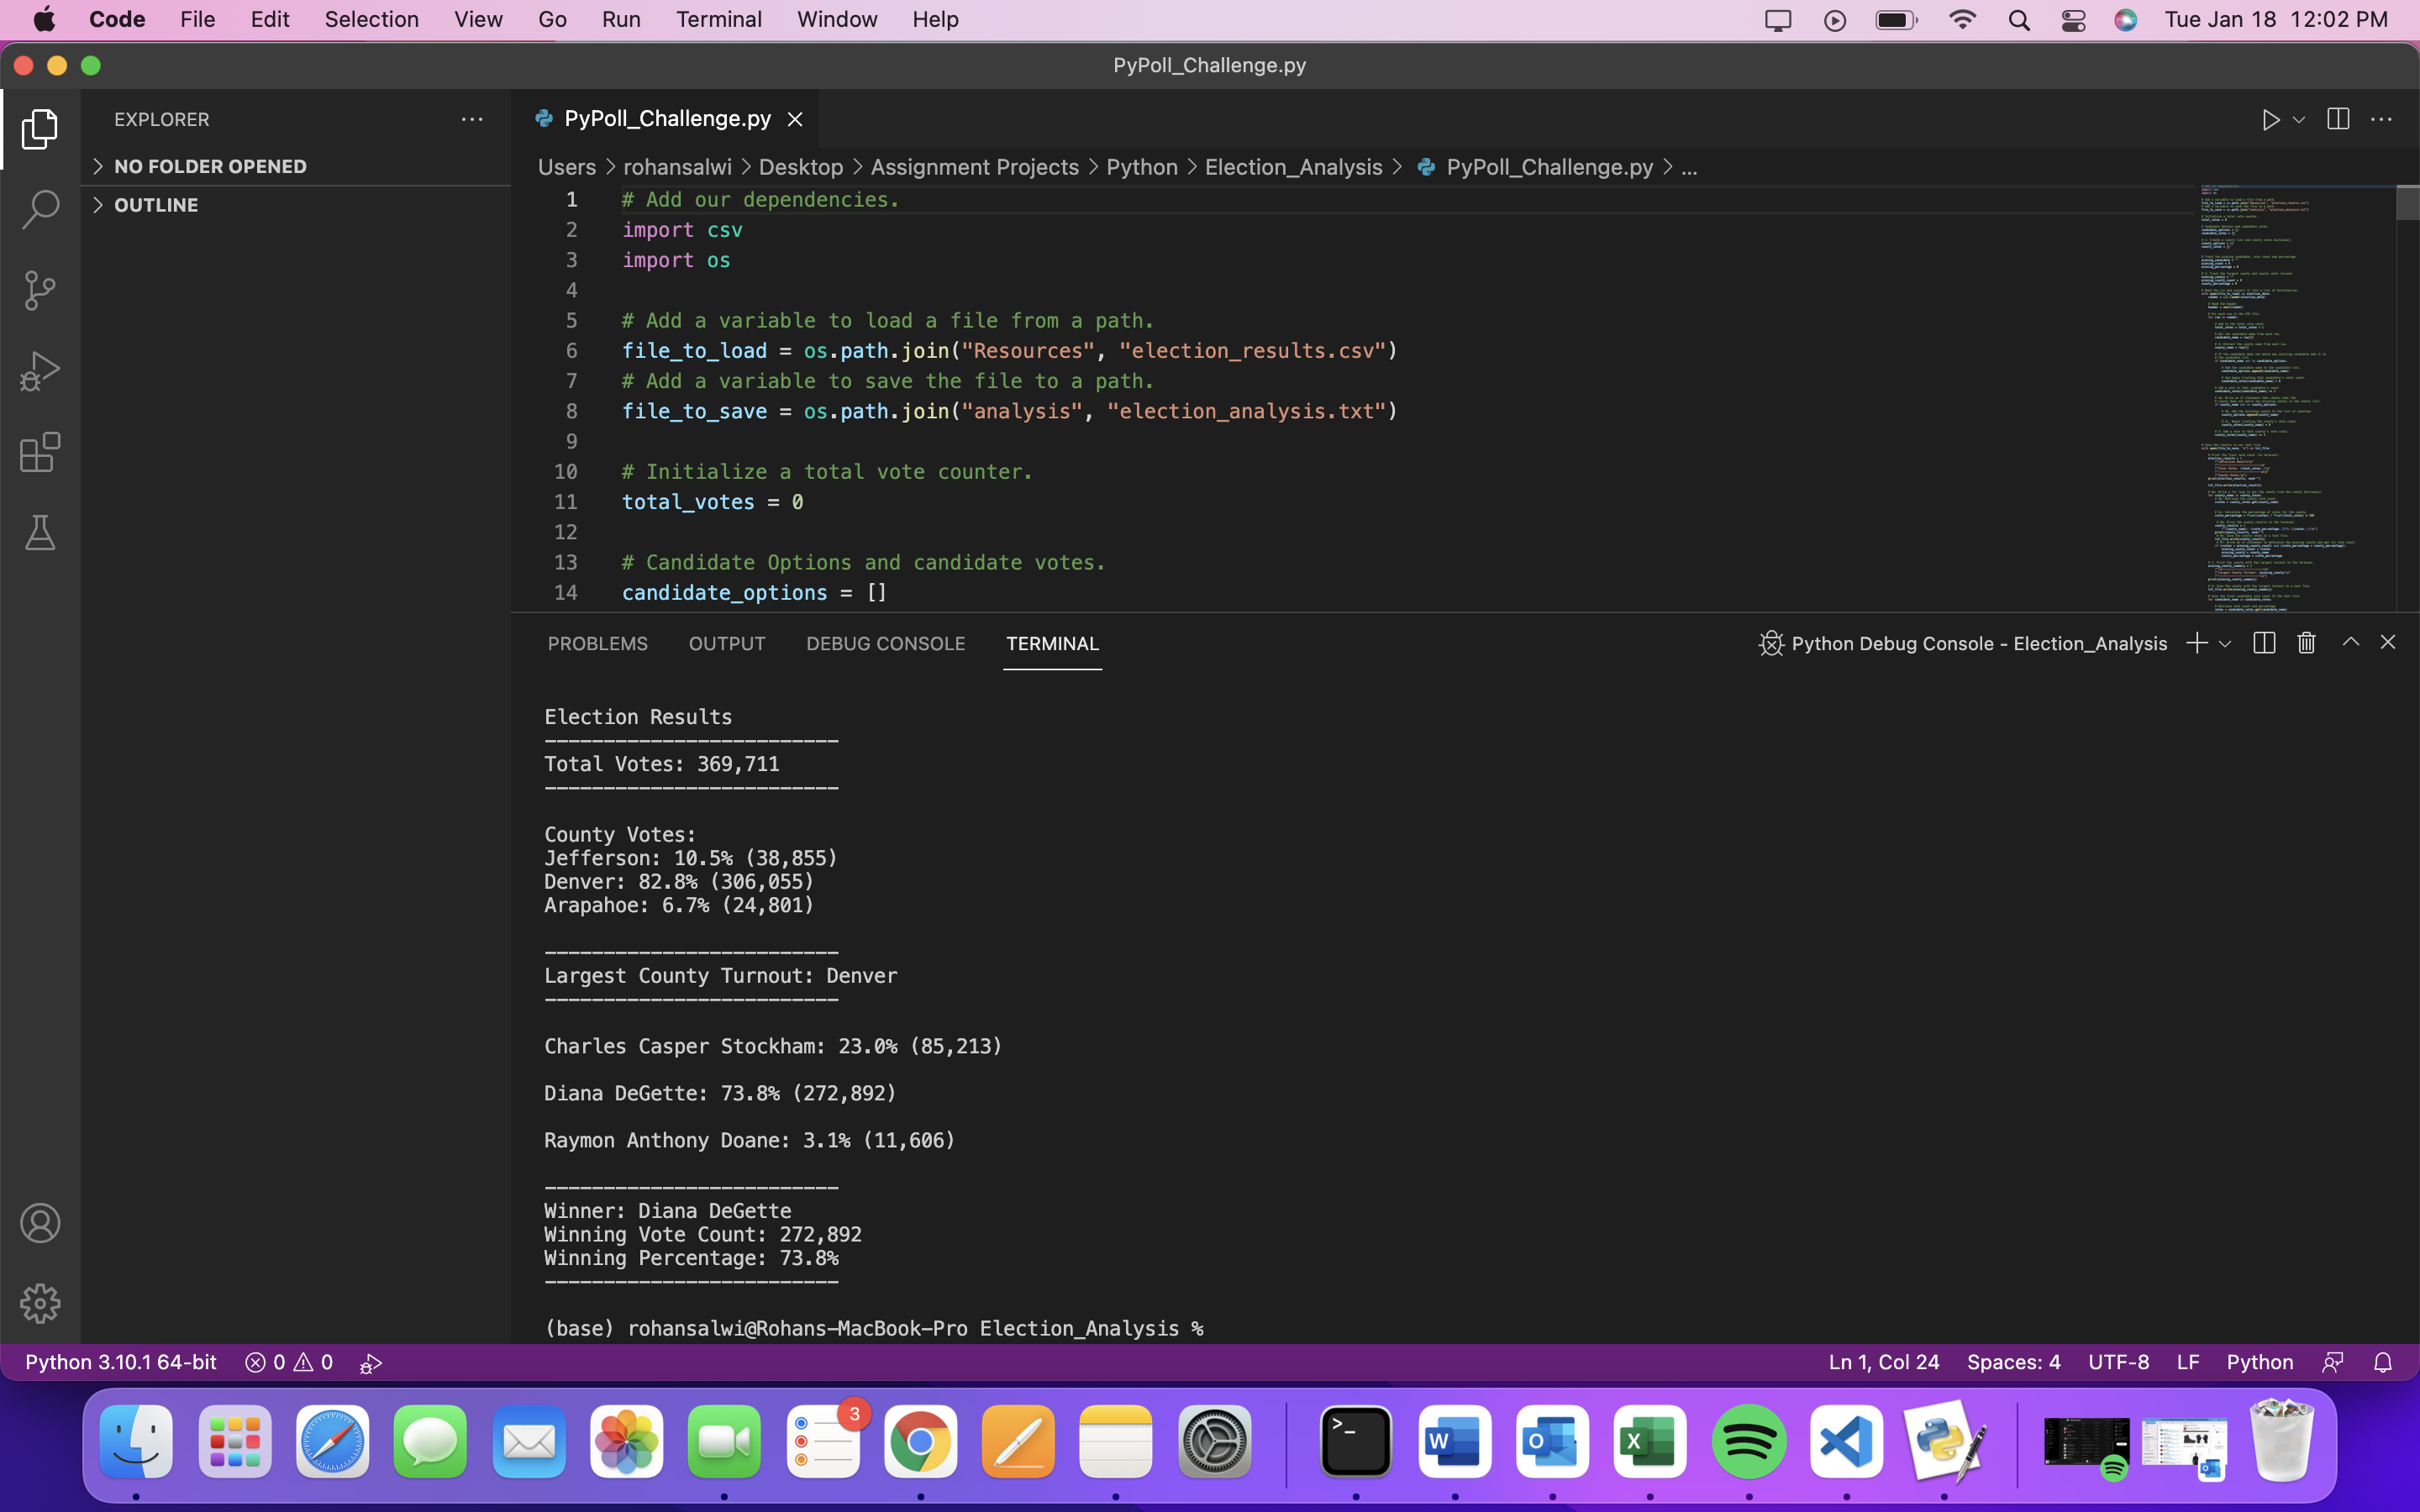 Code File Edit Selection View Go Run Terminal Window Help Tue Jan 18 12:02 PM
PyPoll_Challenge.py
EXPLORER
NO FOLDER OPENED
OUTLINE
PyPoll_Challenge.py
Users > rohansalwi > Desktop > Assignment Projects > Python > Election_Analysis > PyPoll_Challenge.py > ...
1 # Add our dependencies.
2 import csv
3 import os
4
5 # Add a variable to load a file from a path.
6 file_to_load = os.path.join("Resources", "election_results.csv")
7 # Add a variable to save the file to a path.
8 file_to_save = os.path.join("analysis", "election_analysis.txt")
9
10 # Initialize a total vote counter.
11 total_votes = 0
12
13 # Candidate Options and candidate votes.
14 candidate_options = []
PROBLEMS OUTPUT DEBUG CONSOLE TERMINAL Python Debug Console - Election_Analysis
Election Results
-------------------------
Total Votes: 369,711
-------------------------
County Votes:
Jefferson: 10.5% (38,855)
Denver: 82.8% (306,055)
Arapahoe: 6.7% (24,801)
-------------------------
Largest County Turnout: Denver
-------------------------
Charles Casper Stockham: 23.0% (85,213)
Diana DeGette: 73.8% (272,892)
Raymon Anthony Doane: 3.1% (11,606)
-------------------------
Winner: Diana DeGette
Winning Vote Count: 272,892
Winning Percentage: 73.8%
-------------------------
(base) rohansalwi@Rohans-MacBook-Pro Election_Analysis %
Python 3.10.1 64-bit 0 0 Ln 1, Col 24 Spaces: 4 UTF-8 LF Python
3
>_ W O X